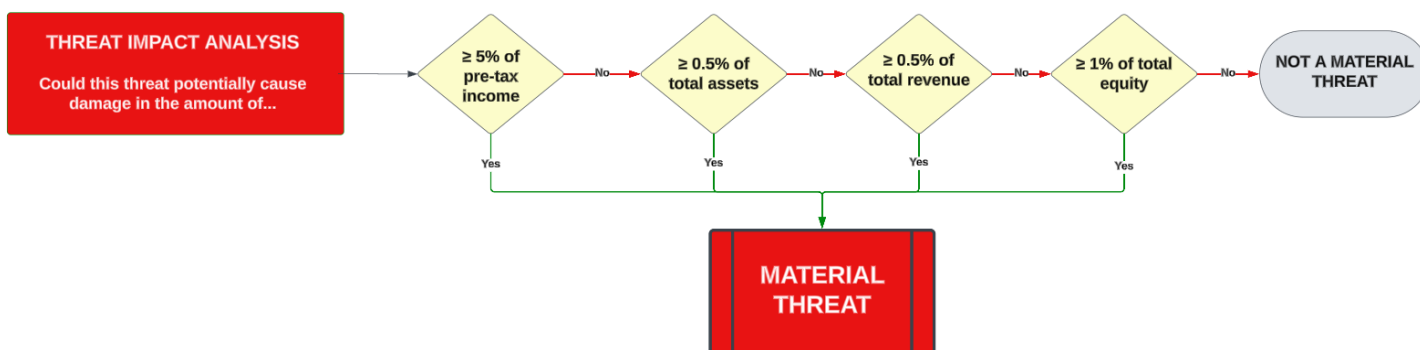 THREAT IMPACT ANALYSIS
Could this threat potentially cause
damage in the amount of...
≥ 5% of
pre-tax
income
No
≥ 0.5% of
total assets
No
≥ 0.5% of
total revenue
No
≥ 1% of total
equity
No
NOT A MATERIAL
THREAT
Yes
Yes
Yes
Yes
MATERIAL
THREAT